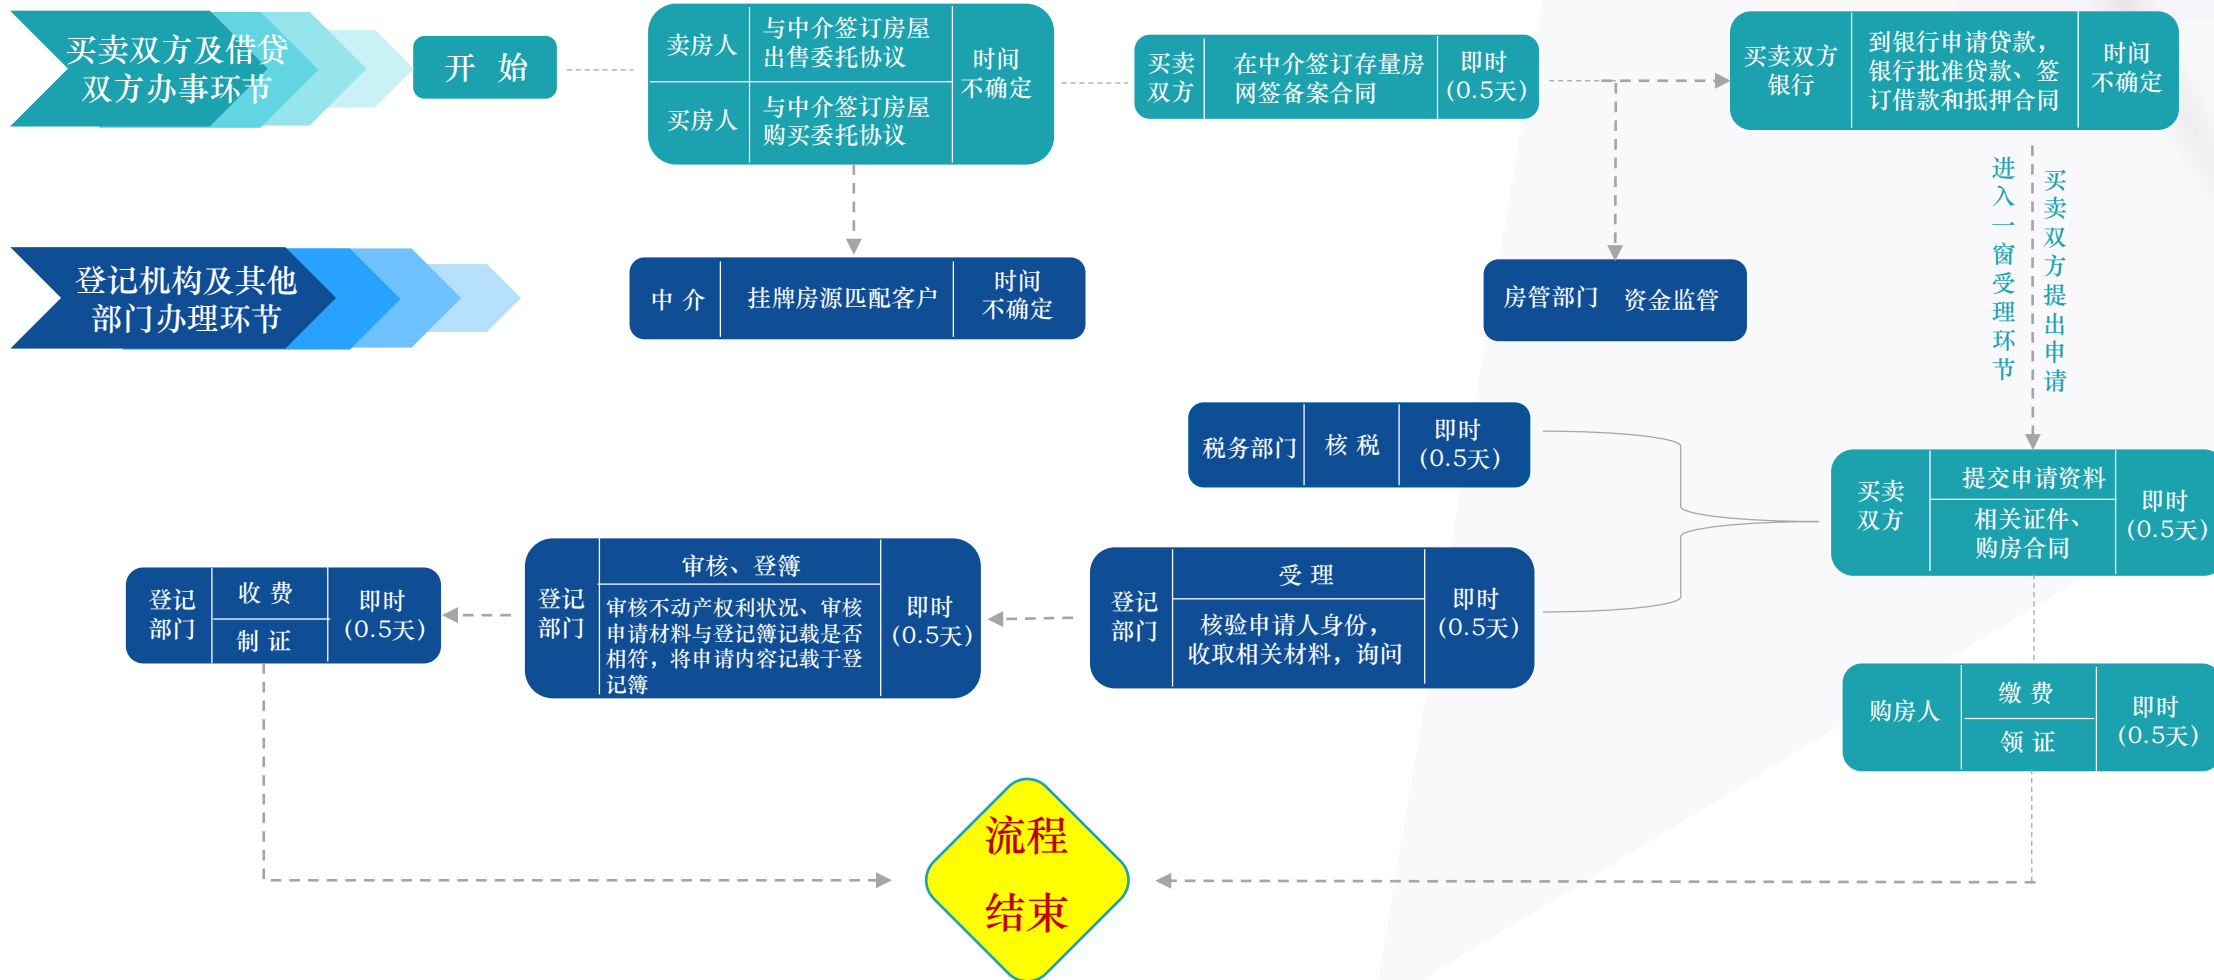 买卖双方及借贷
双方办事环节
开 始
卖房人
与中介签订房屋
出售委托协议
买房人
与中介签订房屋
购买委托协议
时间
不确定
买卖
双方
在中介签订存量房
网签备案合同
即时
(0.5天)
买卖双方
银行
到银行申请贷款，
银行批准贷款、签
订借款和抵押合同
时间
不确定
登记机构及其他
部门办理环节
中 介
挂牌房源匹配客户
时间
不确定
房管部门
资金监管
进入一窗受理环节
买卖双方提出申请
税务部门
核 税
即时
(0.5天)
买卖
双方
提交申请资料
相关证件、
购房合同
即时
(0.5天)
登记
部门
收 费
制 证
即时
(0.5天)
登记
部门
审核、登簿
审核不动产权利状况、审核
申请材料与登记簿记载是否
相符，将申请内容记载于登
记簿
即时
(0.5天)
登记
部门
受 理
核验申请人身份，
收取相关材料，询问
即时
(0.5天)
购房人
缴 费
领 证
即时
(0.5天)
流程
结束